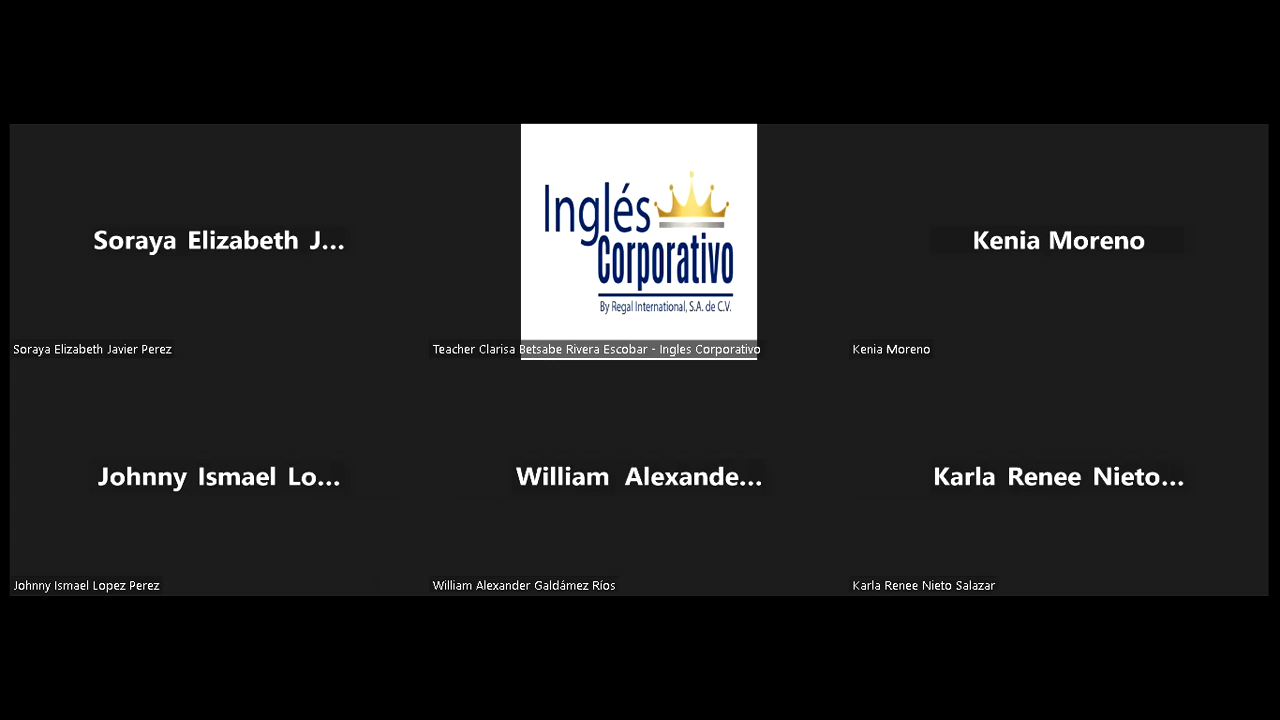 Soraya Elizabeth J...
Soraya Elizabeth Javier Perez
Inglés
Corporativo
By Regal International, S.A. de C.V.
Teacher Clarisa Betsabe Rivera Escobar - Ingles Corporativo
Kenia Moreno
Kenia Moreno
Johnny Ismael Lo...
Johnny Ismael Lopez Perez
William Alexande...
William Alexander Galdámez Ríos
Karla Renee Nieto...
Karla Renee Nieto Salazar